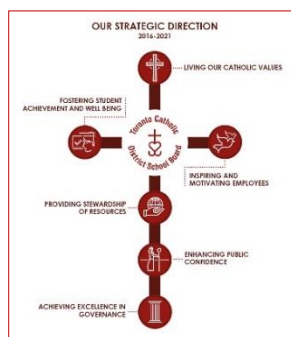 OUR STRATEGIC DIRECTION
2016-2021
LIVING OUR CATHOLIC VALUES
FOSTERING STUDENT
ACHIEVEMENT AND WELL BEING
Toronto Catholic
District School Board
INSPIRING AND
MOTIVATING EMPLOYEES
PROVIDING STEWARDSHIP
OF RESOURCES
ENHANCING PUBLIC
CONFIDENCE
ACHIEVING EXCELLENCE IN
GOVERNANCE